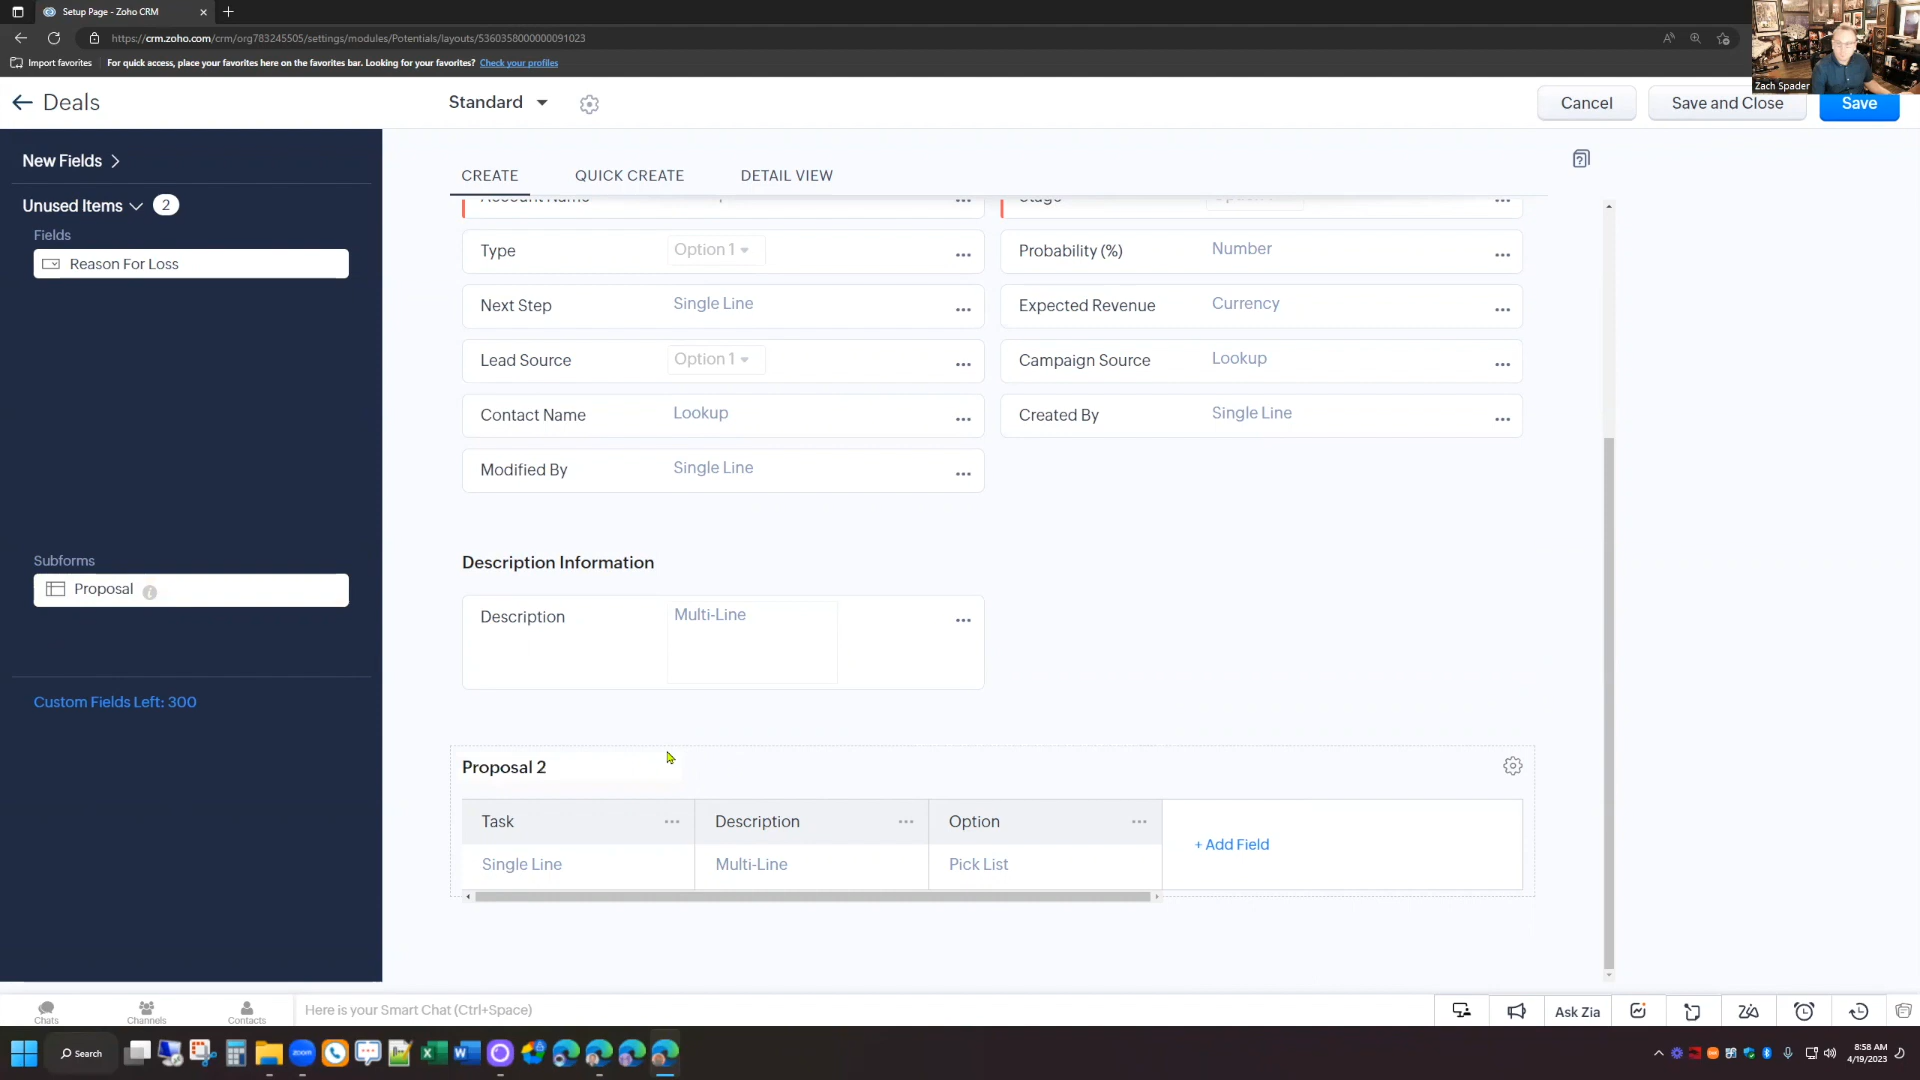 Setup Page - Zoho CRM
https://crm.zoho.com/crm/org783245505/settings/modules/Potentials/layouts/5360358000000091023
Import favorites
For quick access, place your favorites here on the favorites bar. Looking for your favorites? Check your profiles
Zach Spader
Deals
Standard
Cancel
Save and Close
Save
New Fields
Unused Items
2
Fields
Reason For Loss
Subforms
Proposal
Custom Fields Left: 300
CREATE
QUICK CREATE
DETAIL VIEW
Account Name
Stage
Type
Option 1
Probability (%)
Number
Next Step
Single Line
Expected Revenue
Currency
Lead Source
Option 1
Campaign Source
Lookup
Contact Name
Lookup
Created By
Single Line
Modified By
Single Line
Description Information
Description
Multi-Line
Proposal 2
Task
Description
Option
+ Add Field
Single Line
Multi-Line
Pick List
Chats
Channels
Contacts
Here is your Smart Chat (Ctrl+Space)
Ask Zia
Search
8:58 AM
4/19/2023